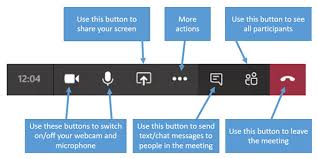 Use this button to
share your screen
More
actions
Use this button to see
all participants
12:04
Use these buttons to switch
on/off your webcam and
microphone
Use this button to send
text/chat messages to
people in the meeting
Use this button to leave
the meeting